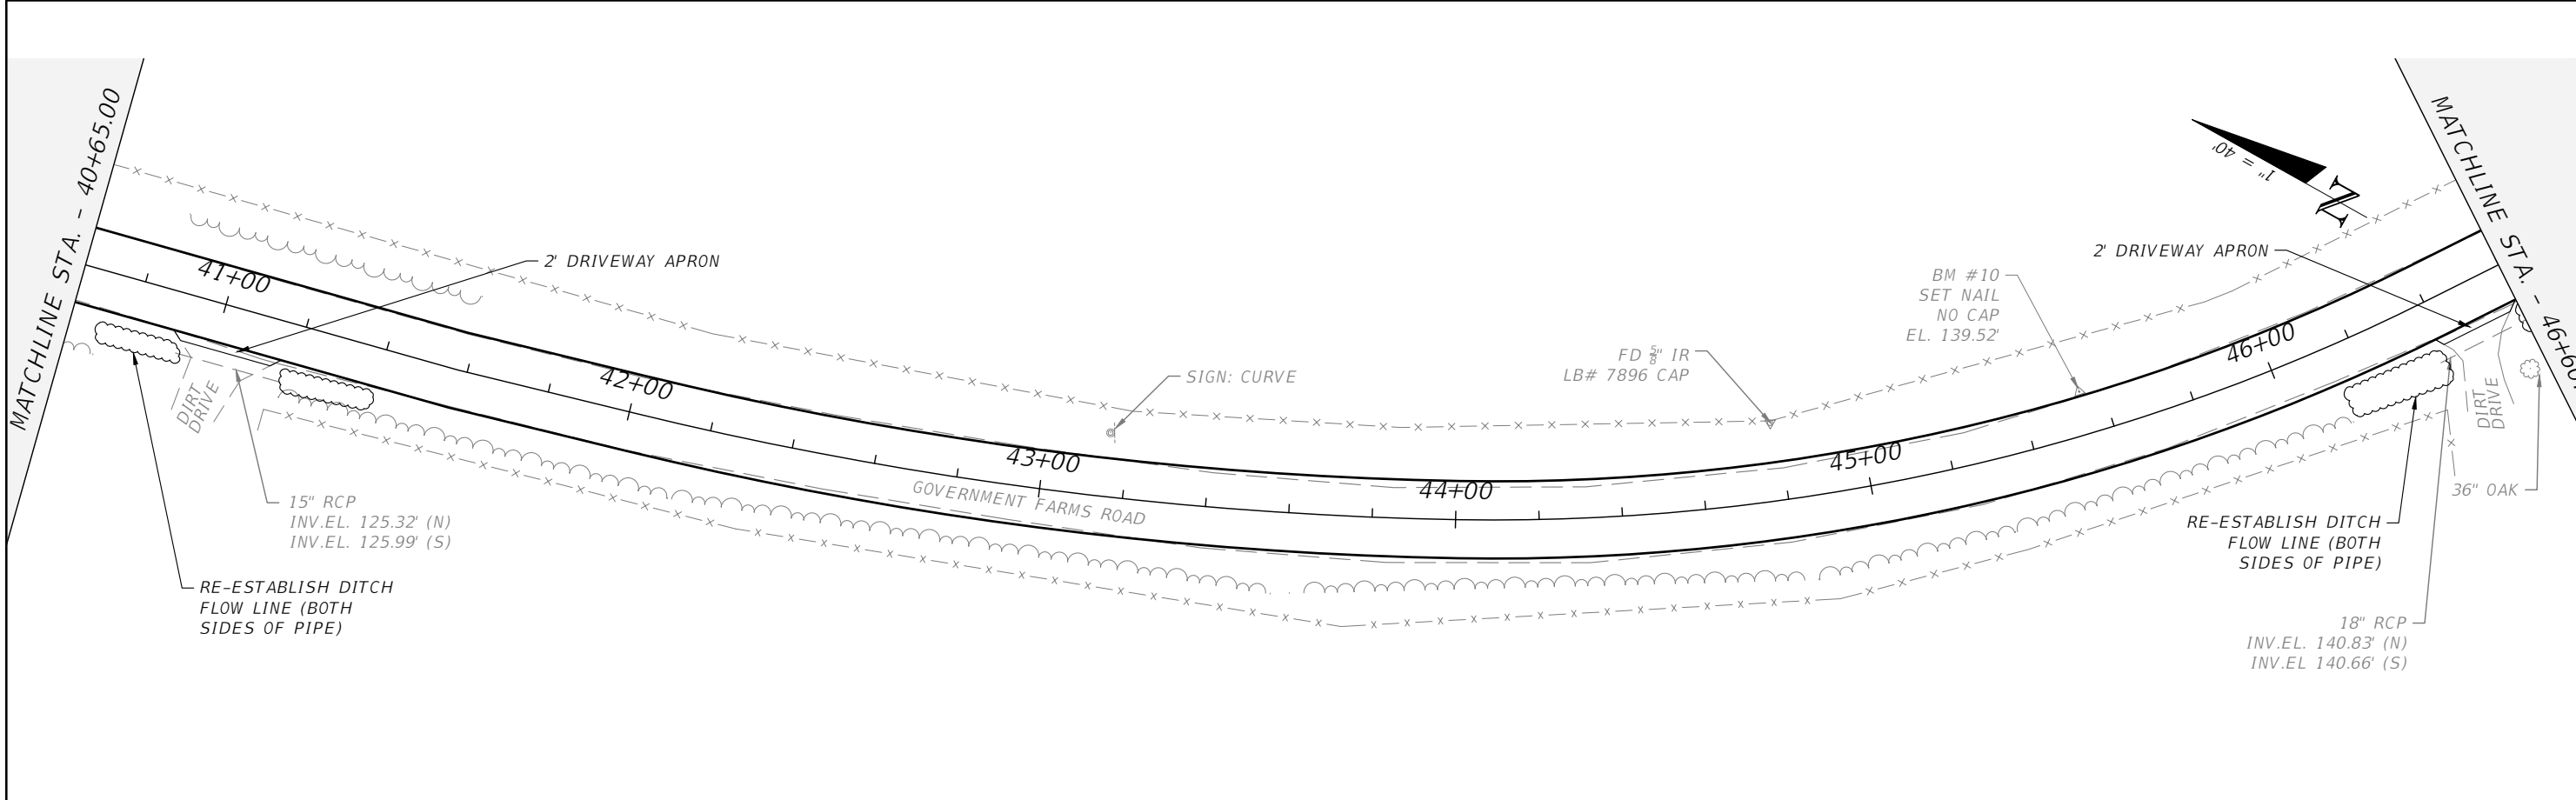 MATCHLINE STA. - 40+65.00
41+00
2' DRIVEWAY APRON
DIRT
DRIVE
15" RCP
INV.EL. 125.32' (N)
INV.EL. 125.99' (S)
RE-ESTABLISH DITCH
FLOW LINE (BOTH
SIDES OF PIPE)
42+00
SIGN: CURVE
43+00
GOVERNMENT FARMS ROAD
44+00
FD 5/8" IR
LB# 7896 CAP
45+00
BM #10
SET NAIL
NO CAP
EL. 139.52'
1" = 40'
N
2' DRIVEWAY APRON
46+00
MATCHLINE STA. - 46+60
DIRT
DRIVE
36" OAK
RE-ESTABLISH DITCH
FLOW LINE (BOTH
SIDES OF PIPE)
18" RCP
INV.EL. 140.83' (N)
INV.EL 140.66' (S)